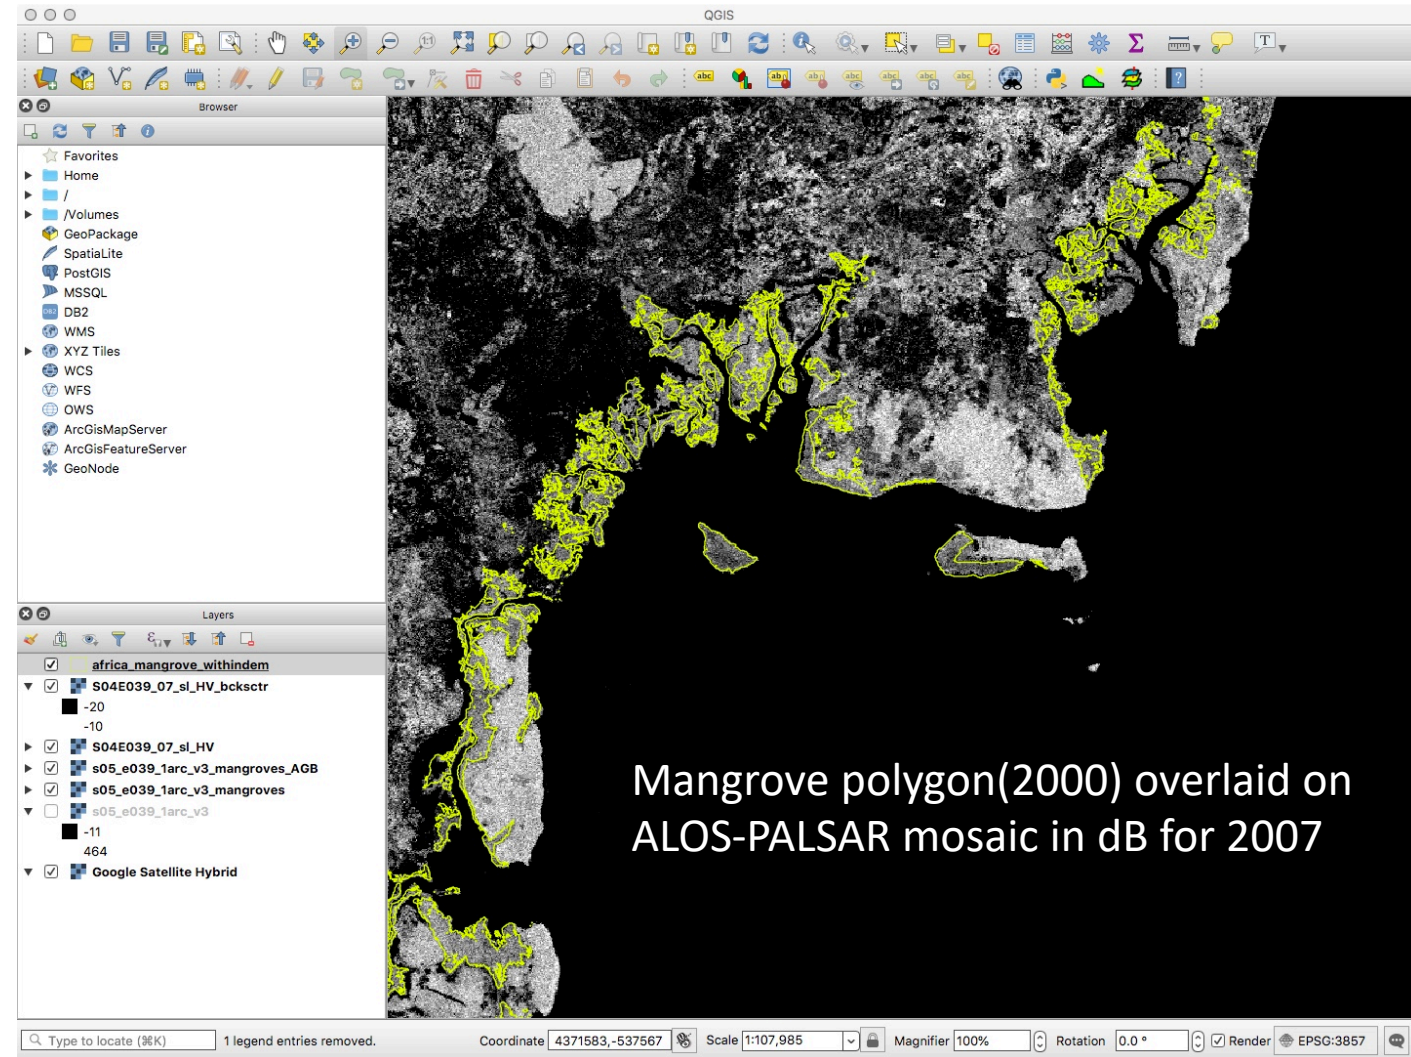 QGIS
Browser
Favorites
Home
/
/Volumes
GeoPackage
SpatiaLite
PostGIS
MSSQL
DB2
WMS
XYZ Tiles
WCS
WFS
OWS
ArcGisMapServer
ArcGisFeatureServer
GeoNode
Layers
africa_mangrove_withindem
S04E039_07_sl_HV_bcksctr
-20
-10
S04E039_07_sl_HV
s05_e039_1arc_v3_mangroves_AGB
s05_e039_1arc_v3_mangroves
s05_e039_1arc_v3
-11
464
Google Satellite Hybrid
Mangrove polygon(2000) overlaid on
ALOS-PALSAR mosaic in dB for 2007
Type to locate (⌘K) 1 legend entries removed. Coordinate 4371583,-537567 Scale 1:107,985 Magnifier 100% Rotation 0.0 ° Render EPSG:3857